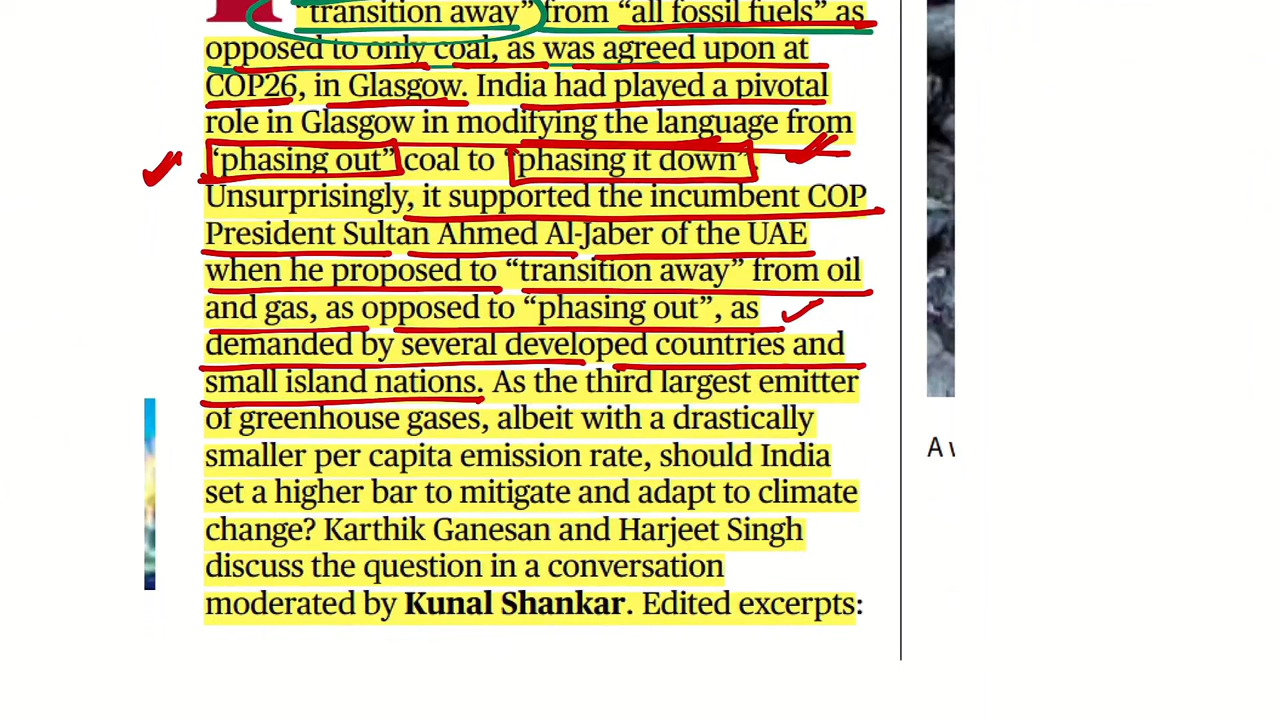 “transition away” from “all fossil fuels” as
opposed to only coal, as was agreed upon at
COP26, in Glasgow. India had played a pivotal
role in Glasgow in modifying the language from
“phasing out” coal to “phasing it down”.
Unsurprisingly, it supported the incumbent COP
President Sultan Ahmed Al-Jaber of the UAE
when he proposed to “transition away” from oil
and gas, as opposed to “phasing out”, as
demanded by several developed countries and
small island nations. As the third largest emitter
of greenhouse gases, albeit with a drastically
smaller per capita emission rate, should India
set a higher bar to mitigate and adapt to climate
change? Karthik Ganesan and Harjeet Singh
discuss the question in a conversation
moderated by Kunal Shankar. Edited excerpts:
A